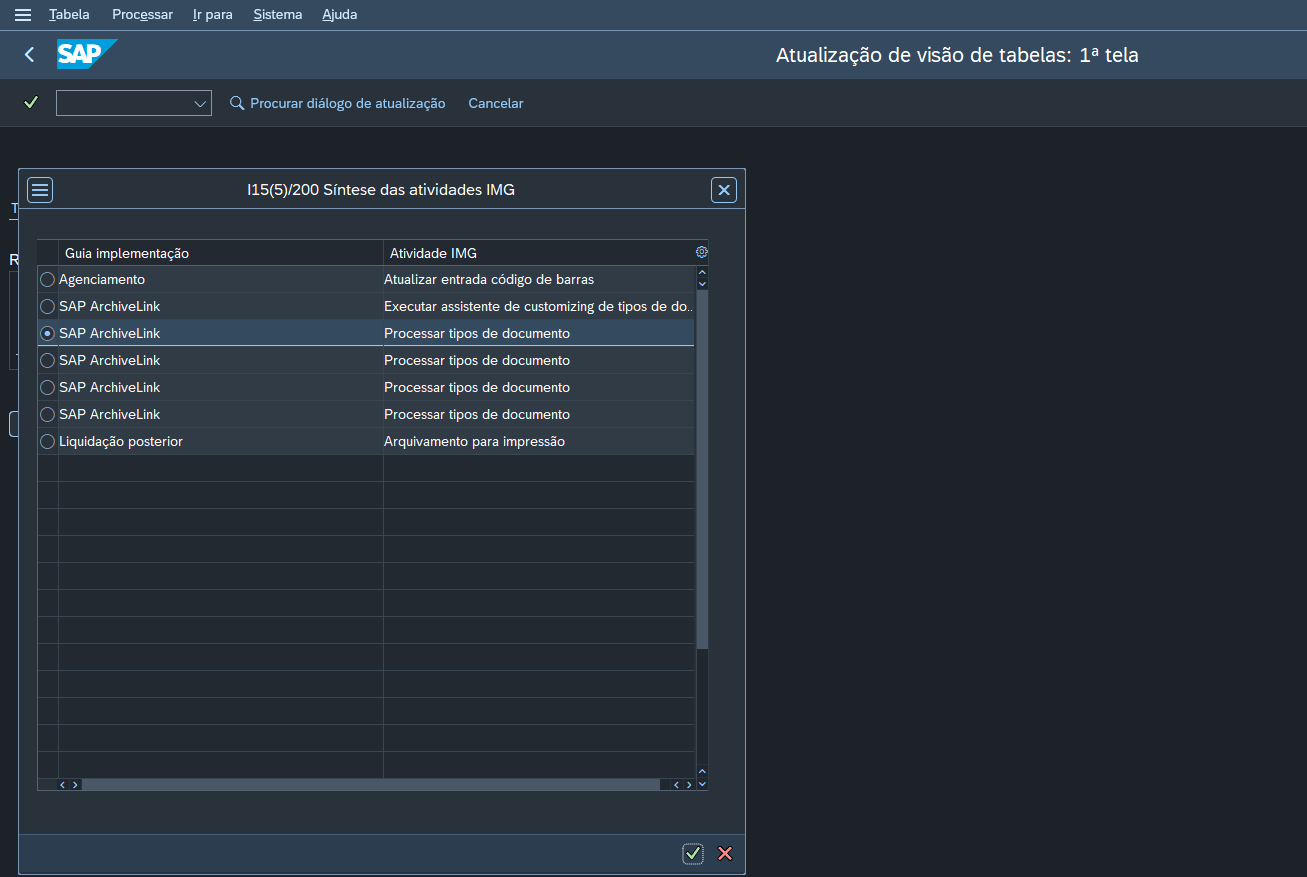 Tabela Processar Ir para Sistema Ajuda
SAP Atualização de visão de tabelas: 1ª tela
Procurar diálogo de atualização Cancelar
I15(5)/200 Síntese das atividades IMG
T
R
Guia implementação Atividade IMG
Agenciamento Atualizar entrada código de barras
SAP ArchiveLink Executar assistente de customizing de tipos de do..
SAP ArchiveLink Processar tipos de documento
SAP ArchiveLink Processar tipos de documento
SAP ArchiveLink Processar tipos de documento
SAP ArchiveLink Processar tipos de documento
Liquidação posterior Arquivamento para impressão